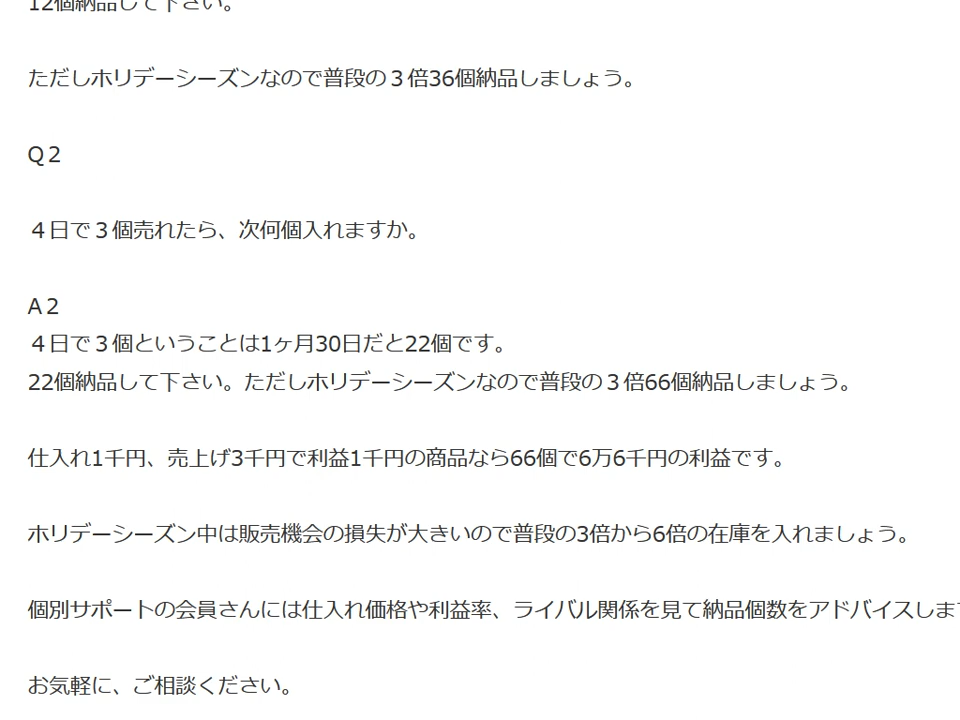 12個納品して下さい。
ただしホリデーシーズンなので普段の３倍36個納品しましょう。
Q２
４日で３個売れたら、次何個入れますか。
A２
４日で３個ということは1ヶ月30日だと22個です。
22個納品して下さい。ただしホリデーシーズンなので普段の３倍66個納品しましょう。
仕入れ1千円、売上げ3千円で利益1千円の商品なら66個で6万6千円の利益です。
ホリデーシーズン中は販売機会の損失が大きいので普段の3倍から6倍の在庫を入れましょう。
個別サポートの会員さんには仕入れ価格や利益率、ライバル関係を見て納品個数をアドバイスしま
お気軽に、ご相談ください。